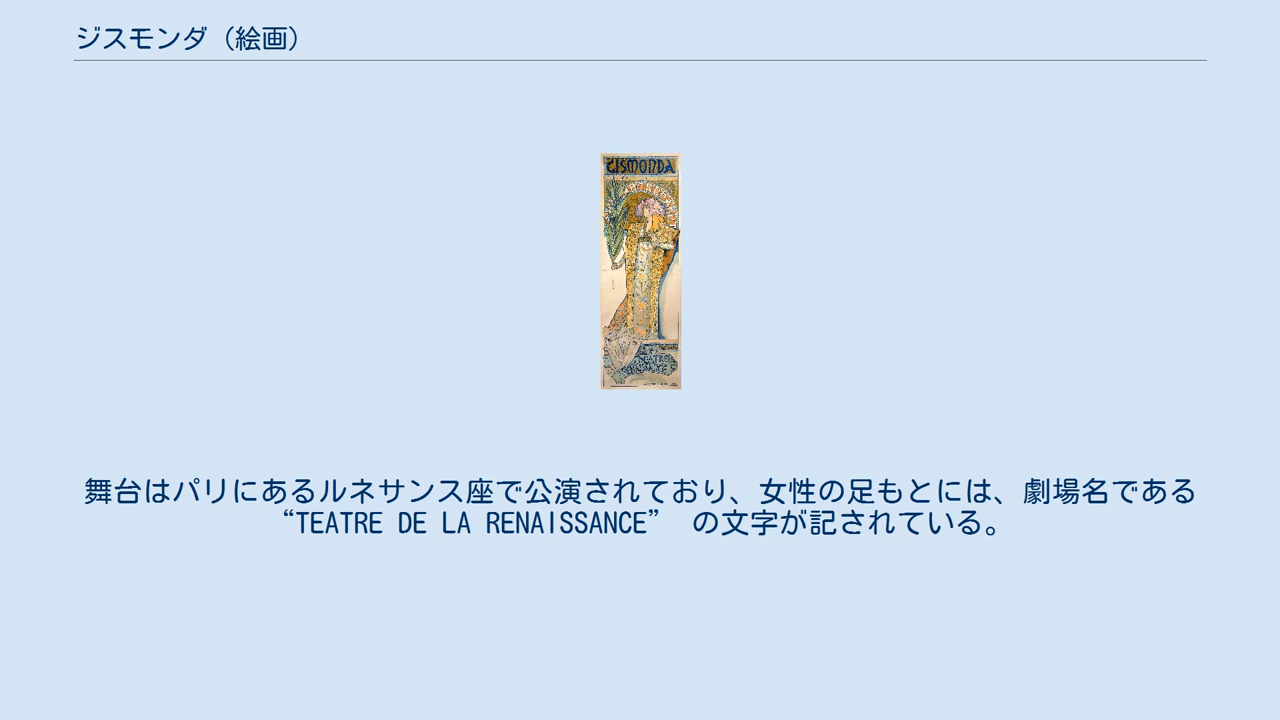 ジスモンダ（絵画）
GISMONDA
舞台はパリにあるルネサンス座で公演されており、女性の足もとには、劇場名である
“TEATRE DE LA RENAISSANCE” の文字が記されている。